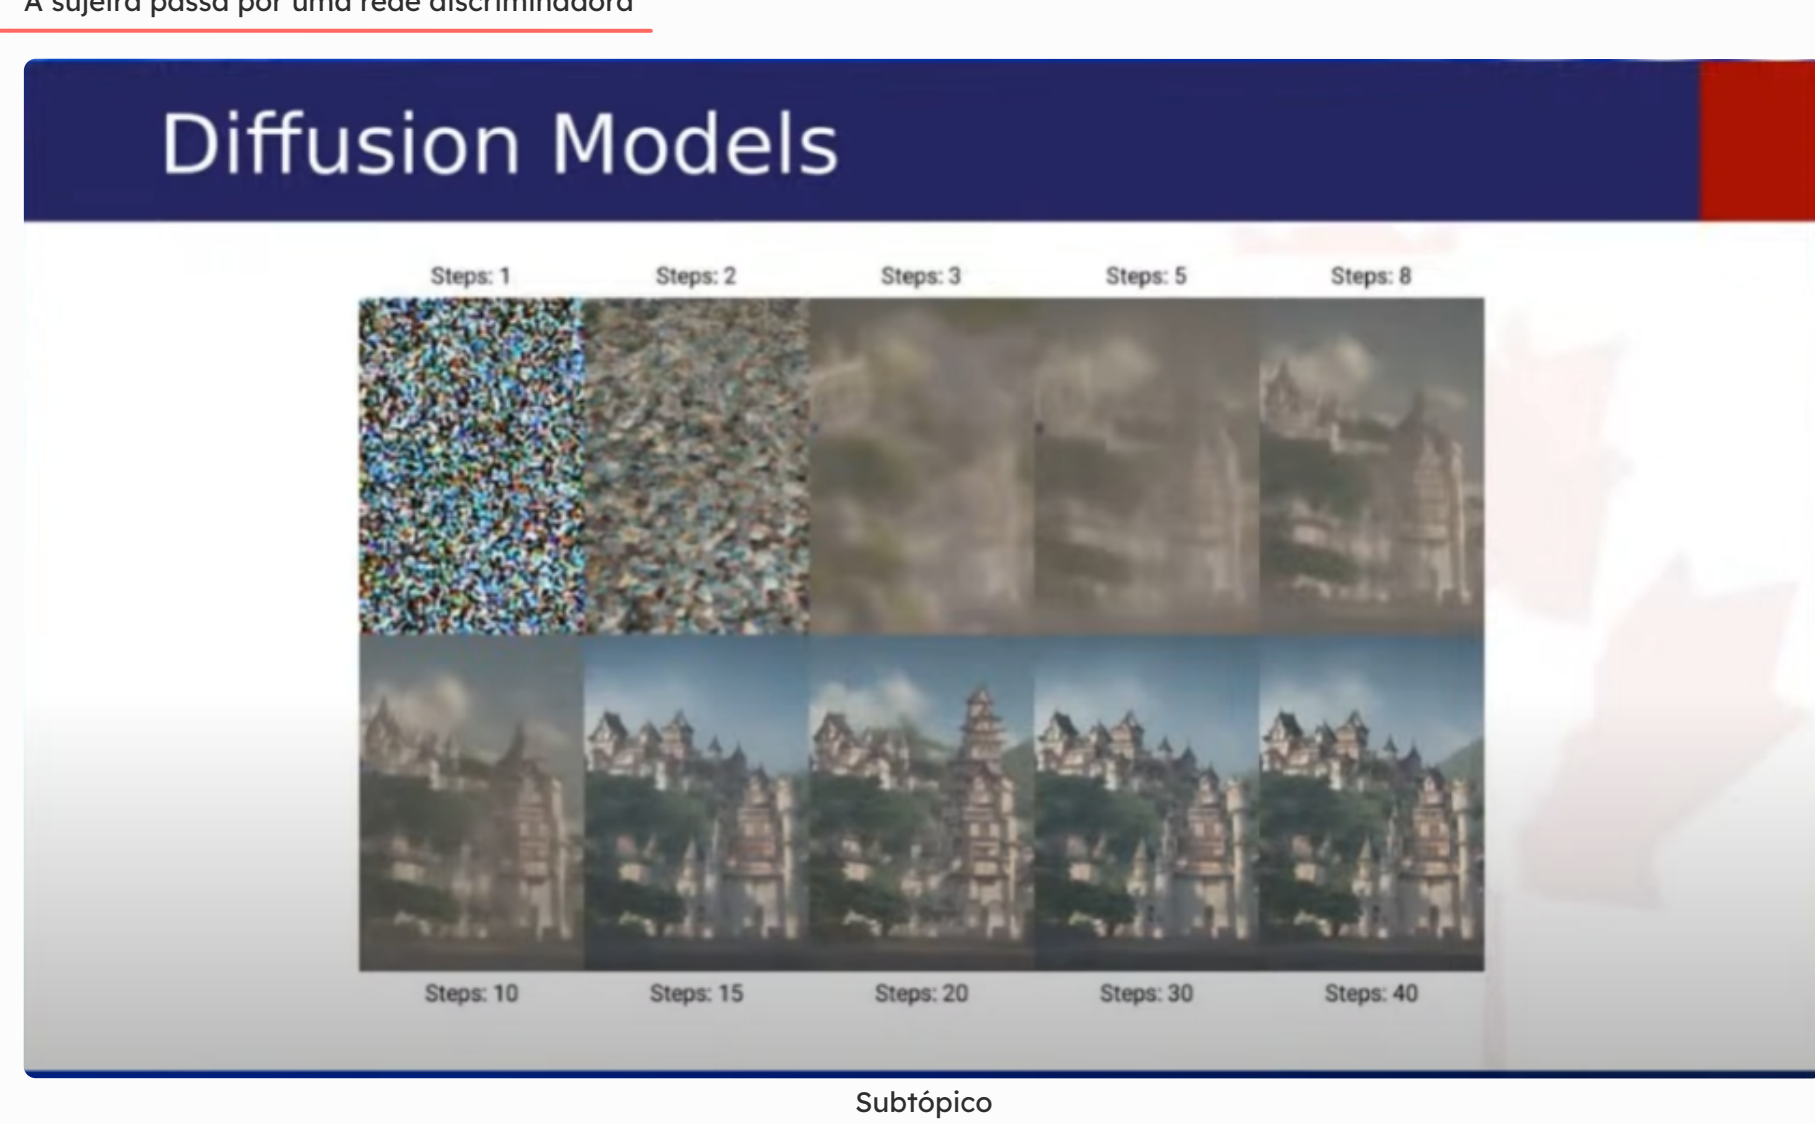 A sujeira passa por uma rede discriminadora
Diffusion Models
Steps: 1 Steps: 2 Steps: 3 Steps: 5 Steps: 8
Steps: 10 Steps: 15 Steps: 20 Steps: 30 Steps: 40
Subtópico